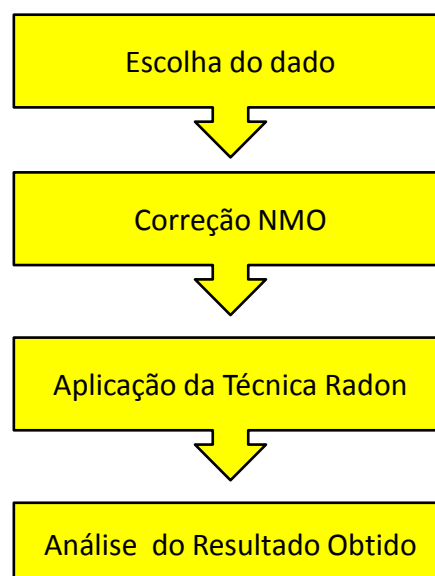 Escolha do dado
Correção NMO
Aplicação da Técnica Radon
Análise  do Resultado Obtido